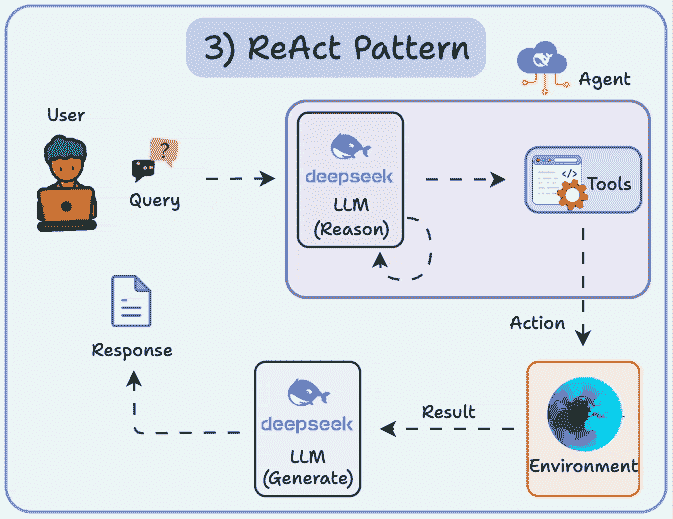 3) ReAct Pattern
Agent
User
?
Query
deepseek
LLM
(Reason)
</>
Tools
Action
Response
deepseek
LLM
(Generate)
Result
Environment